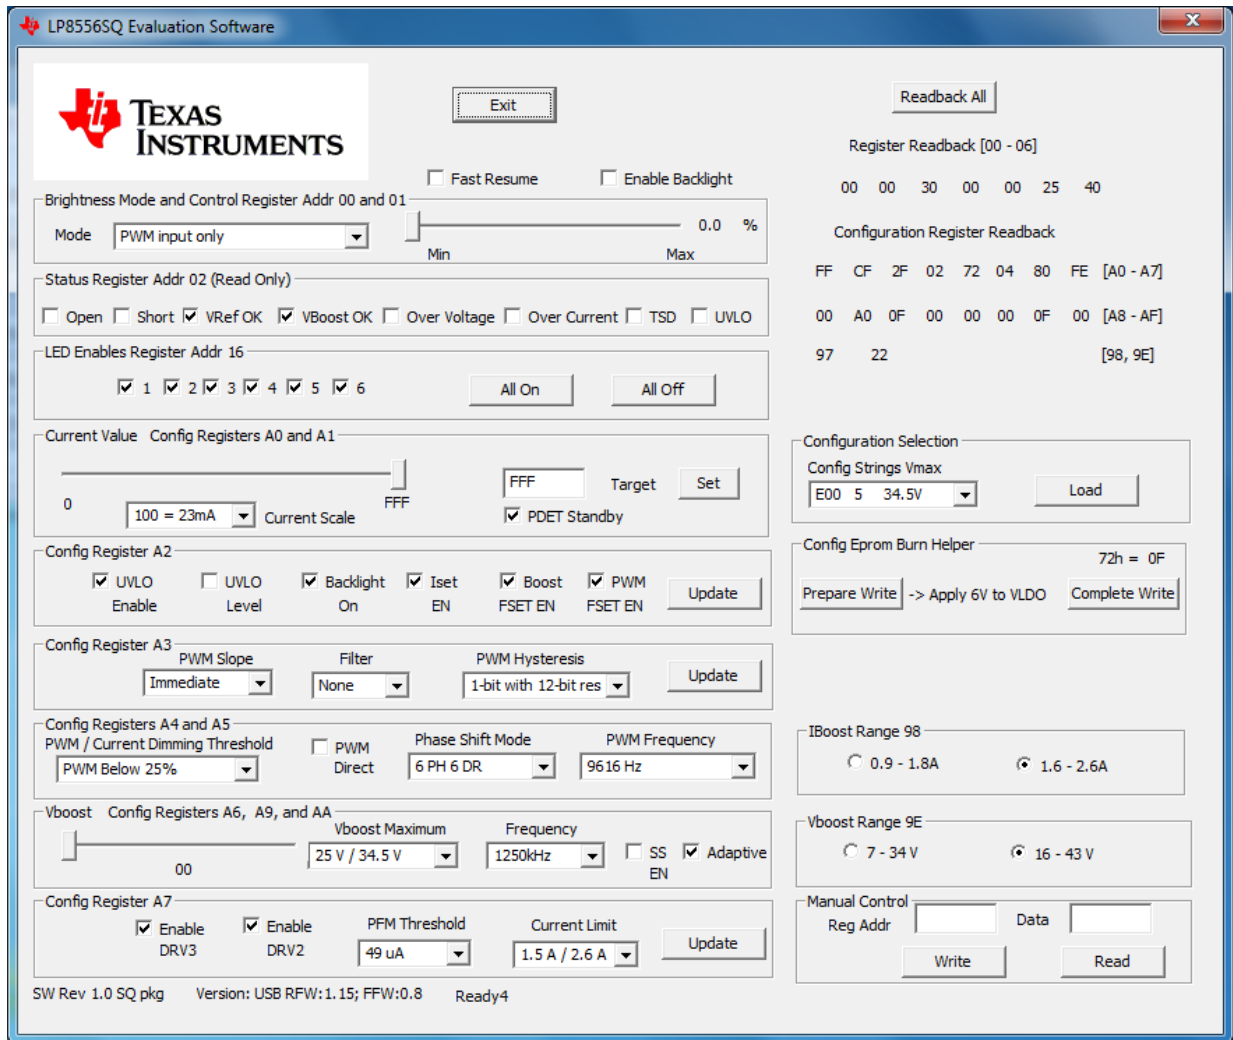 LP8556SQ Evaluation Software
TEXAS
INSTRUMENTS
Exit
Readback All
Register Readback [00 - 06]
Fast Resume Enable Backlight
00 00 30 00 00 25 40
Brightness Mode and Control Register Addr 00 and 01
Mode PWM input only
0.0 %
Min Max
Configuration Register Readback
FF CF 2F 02 72 04 80 FE [A0 - A7]
00 A0 0F 00 00 00 0F 00 [A8 - AF]
97 22 [98, 9E]
Status Register Addr 02 (Read Only)
Open Short VRef OK VBoost OK Over Voltage Over Current TSD UVLO
LED Enables Register Addr 16
1 2 3 4 5 6 All On All Off
Current Value Config Registers A0 and A1
0 FFF
100 = 23mA Current Scale
FFF Target Set
PDET Standby
Configuration Selection
Config Strings Vmax
E00 5 34.5V Load
Config Register A2
UVLO Enable
UVLO Level
Backlight On
Iset EN
Boost FSET EN
PWM FSET EN
Update
Config Eprom Burn Helper
72h = 0F
Prepare Write -> Apply 6V to VLDO Complete Write
Config Register A3
PWM Slope Filter PWM Hysteresis
Immediate None 1-bit with 12-bit res Update
Config Registers A4 and A5
PWM / Current Dimming Threshold
PWM Below 25%
PWM Direct
Phase Shift Mode PWM Frequency
6 PH 6 DR 9616 Hz
IBoost Range 98
0.9 - 1.8A 1.6 - 2.6A
Vboost Config Registers A6, A9, and AA
Vboost Maximum Frequency
00 25 V / 34.5 V 1250kHz
SS EN
Adaptive
Vboost Range 9E
7 - 34 V 16 - 43 V
Config Register A7
Enable DRV3
Enable DRV2
PFM Threshold Current Limit
49 uA 1.5 A / 2.6 A Update
Manual Control
Reg Addr Data
Write Read
SW Rev 1.0 SQ pkg Version: USB RFW:1.15; FFW:0.8 Ready4